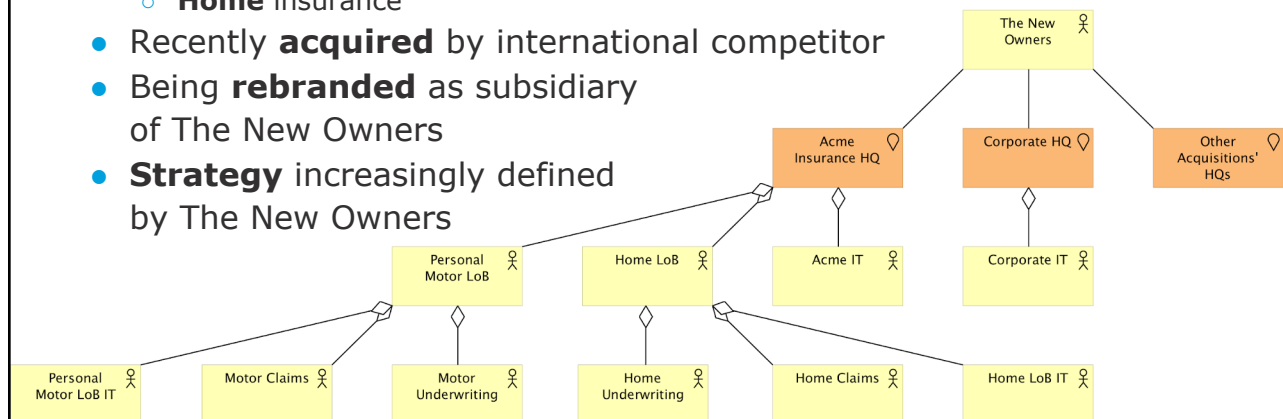 Home insurance
Recently acquired by international competitor
Being rebranded as subsidiary
of The New Owners
Strategy increasingly defined
by The New Owners
The New
Owners
Acme
Insurance HQ
Corporate HQ
Other
Acquisitions'
HQs
Personal
Motor LoB
Home LoB
Acme IT
Corporate IT
Personal
Motor LoB IT
Motor Claims
Motor
Underwriting
Home
Underwriting
Home Claims
Home LoB IT